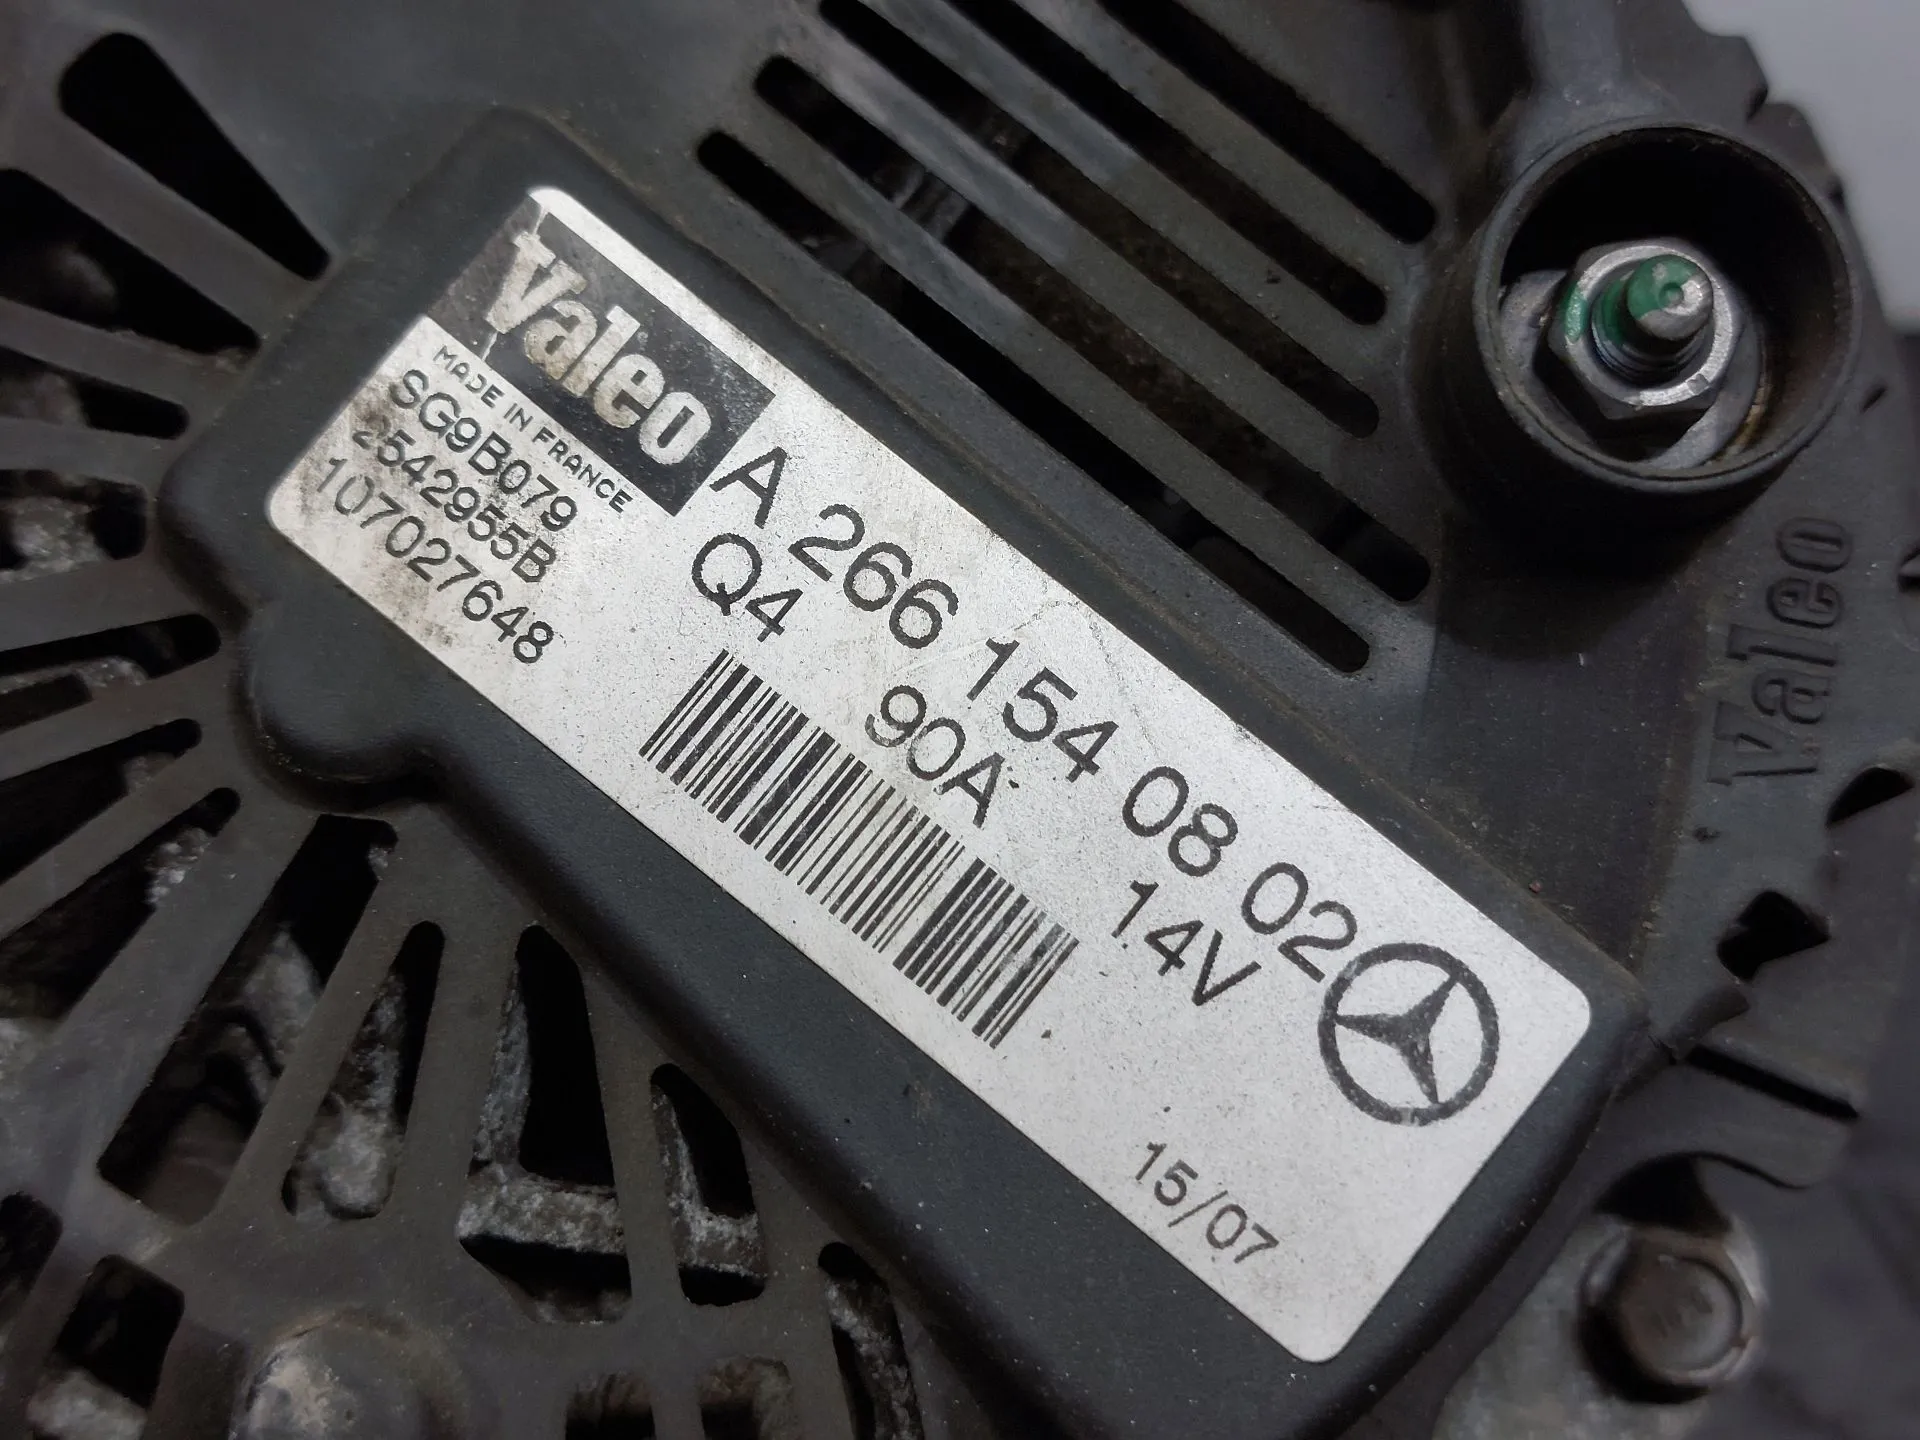 Valeo
MADE IN FRANCE
SG9B079
2542955B
107027648
A 266 154 08 02
Q4 90A 14V
15/07
Valeo